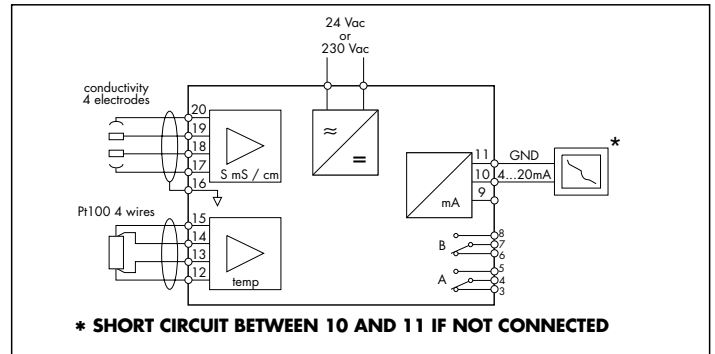 24 Vac
or
230 Vac
conductivity
4 electrodes
20
19
18
17
16
S mS / cm
≈
=
11
GND
10
4...20mA
9
mA
*
Pt100 4 wires
15
14
13
12
temp
B
8
7
6
A
5
4
3
* SHORT CIRCUIT BETWEEN 10 AND 11 IF NOT CONNECTED